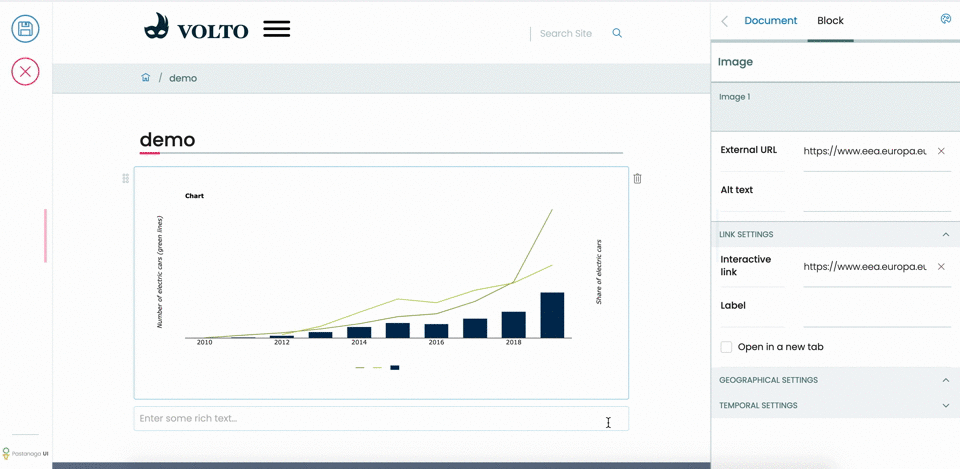 VOLTO
Search Site
/ demo
demo
Chart
Number of electric cars (green lines)
Share of electric cars
2010 2012 2014 2016 2018
Enter some rich text...
Pastanaga UI
Document Block
Image
Image 1
External URL https://www.eea.europa.eu
Alt text
LINK SETTINGS
Interactive link https://www.eea.europa.eu
Label
Open in a new tab
GEOGRAPHICAL SETTINGS
TEMPORAL SETTINGS